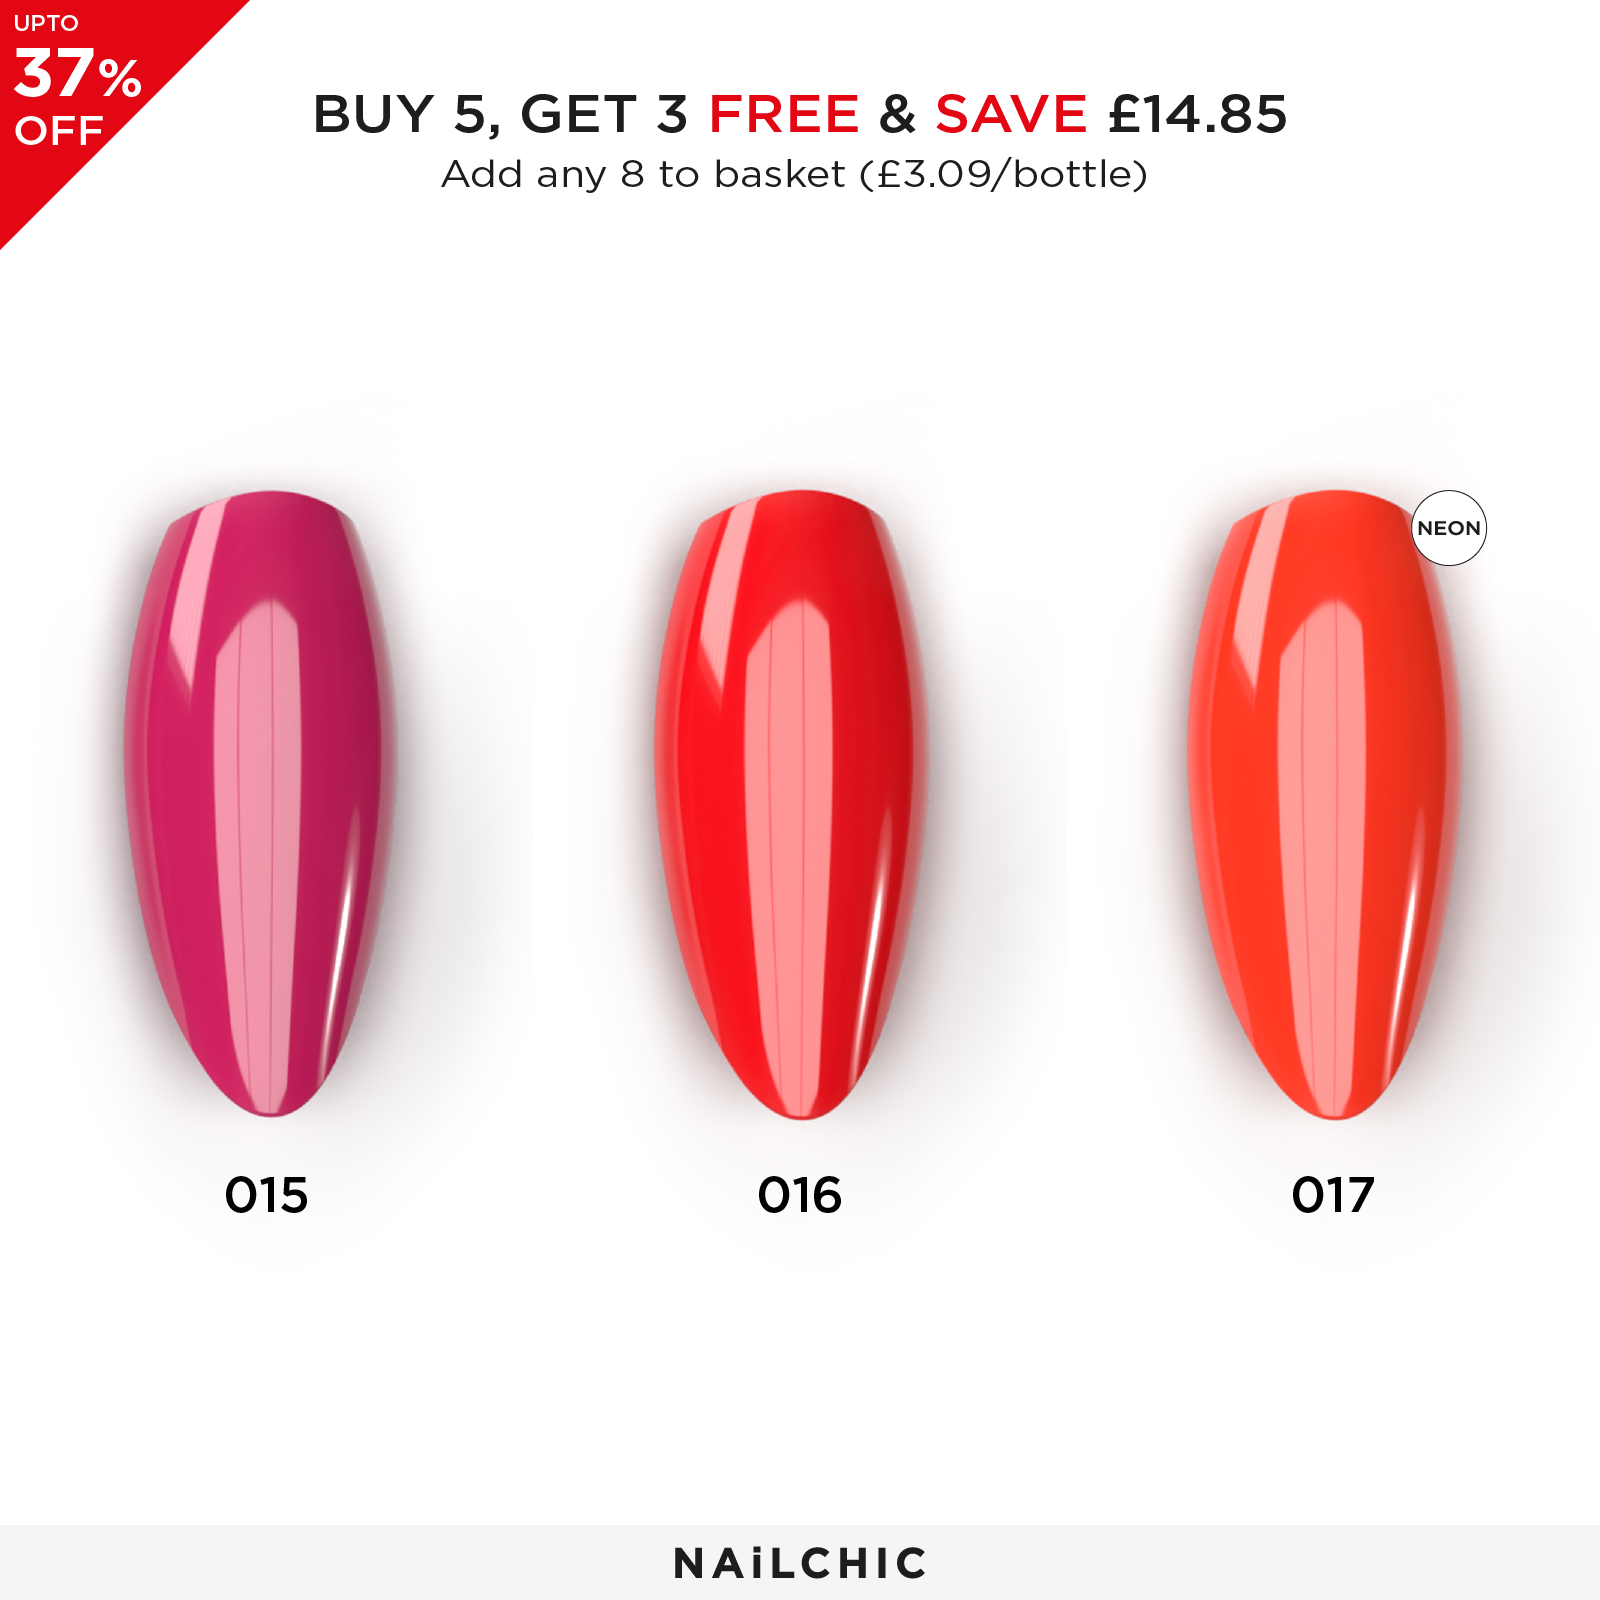 UPTO
37%
OFF
BUY 5, GET 3 FREE & SAVE £14.85
Add any 8 to basket (£3.09/bottle)
NEON
015
016
017
NAiLCHIC